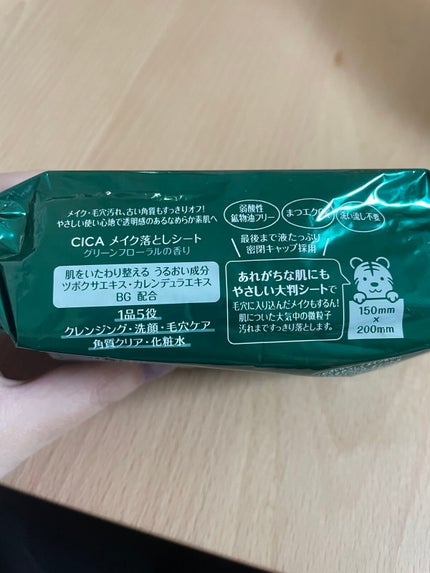 メイク・毛穴汚れ、古い角質もすっきりオフ!
やさしい使い心地で透明感のあるなめらか素肌へ
CICA メイク落としシート
グリーンフローラルの香り
肌をいたわり整える うるおい成分
ツボクサエキス・カレンデュラエキス
BG 配合
1品5役
クレンジング・洗顔・毛穴ケア
角質クリア・化粧水
弱酸性
鉱物油フリー
まつエクOK
洗い流し不要
最後まで液たっぷり
密閉キャップ採用
あれがちな肌にも
やさしい大判シートで
毛穴に入り込んだメイクもするん!
肌についた大気中の微粒子
汚れまですっきり落とします。
150mm
×
200mm